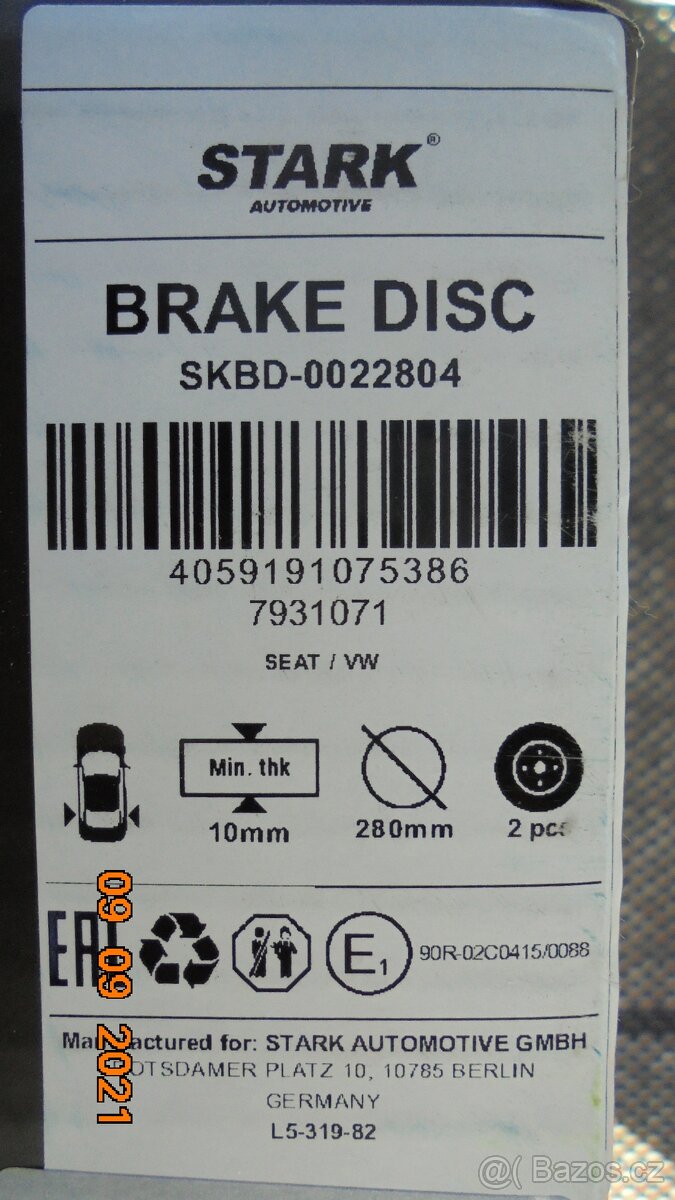 STARK®
AUTOMOTIVE
BRAKE DISC
SKBD-0022804
4059191075386
7931071
SEAT / VW
Min. thk
10mm
280mm
2 pcs
EAC
E1
90R-02C0415/0088
Manufactured for: STARK AUTOMOTIVE GMBH
POTSDAMER PLATZ 10, 10785 BERLIN
GERMANY
L5-319-82
09 09 2021
@( Bazos.cz